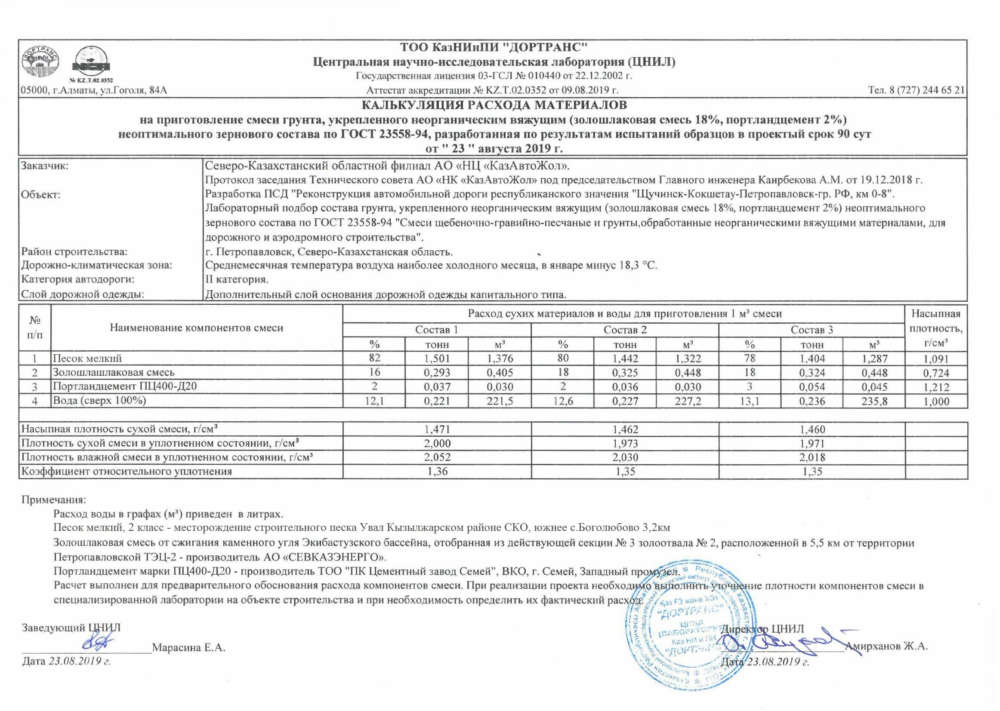 ДОРТРАНС
КазНИиПИ
NCA
№ KZ.T.02.0352
ТОО КазНИиПИ "ДОРТРАНС"
Центральная научно-исследовательская лаборатория (ЦНИЛ)
Государственная лицензия 03-ГСЛ № 010440 от 22.12.2002 г.
05000, г.Алматы, ул.Гоголя, 84А Аттестат аккредитации № KZ.T.02.0352 от 09.08.2019 г. Тел. 8 (727) 244 65 21
КАЛЬКУЛЯЦИЯ РАСХОДА МАТЕРИАЛОВ
на приготовление смеси грунта, укрепленного неорганическим вяжущим (золошлаковая смесь 18%, портландцемент 2%)
неоптимального зернового состава по ГОСТ 23558-94, разработанная по результатам испытаний образцов в проектый срок 90 сут
от " 23 " августа 2019 г.
Заказчик: Северо-Казахстанский областной филиал АО «НЦ «КазАвтоЖол».
Протокол заседания Технического совета АО «НК «КазАвтоЖол» под председательством Главного инженера Каирбекова А.М. от 19.12.2018 г.
Объект: Разработка ПСД "Реконструкция автомобильной дороги республиканского значения "Щучинск-Кокшетау-Петропавловск-гр. РФ, км 0-8".
Лабораторный подбор состава грунта, укрепленного неорганическим вяжущим (золошлаковая смесь 18%, портландцемент 2%) неоптимального
зернового состава по ГОСТ 23558-94 "Смеси щебеночно-гравийно-песчаные и грунты,обработанные неорганическими вяжущими материалами, для
дорожного и аэродромного строительства".
Район строительства: г. Петропавловск, Северо-Казахстанская область.
Дорожно-климатическая зона: Среднемесячная температура воздуха наиболее холодного месяца, в январе минус 18,3 °С.
Категория автодороги: II категория.
Слой дорожной одежды: Дополнительный слой основания дорожной одежды капитального типа.
№ п/п Наименование компонентов смеси Расход сухих материалов и воды для приготовления 1 м³ смеси Насыпная плотность, г/см³
Состав 1 Состав 2 Состав 3
% тонн м³ % тонн м³ % тонн м³
1 Песок мелкий 82 1,501 1,376 80 1,442 1,322 78 1,404 1,287 1,091
2 Золошлашлаковая смесь 16 0,293 0,405 18 0,325 0,448 18 0,324 0,448 0,724
3 Портландцемент ПЦ400-Д20 2 0,037 0,030 2 0,036 0,030 3 0,054 0,045 1,212
4 Вода (сверх 100%) 12,1 0,221 221,5 12,6 0,227 227,2 13,1 0,236 235,8 1,000
Насыпная плотность сухой смеси, г/см³ 1,471 1,462 1,460
Плотность сухой смеси в уплотненном состоянии, г/см³ 2,000 1,973 1,971
Плотность влажной смеси в уплотненном состоянии, г/см³ 2,052 2,030 2,018
Коэффициент относительного уплотнения 1,36 1,35 1,35
Примечания:
Расход воды в графах (м³) приведен в литрах.
Песок мелкий, 2 класс - месторождение строительного песка Увал Кызылжарском районе СКО, южнее с.Боголюбово 3,2км
Золошлаковая смесь от сжигания каменного угля Экибастузского бассейна, отобранная из действующей секции № 3 золоотвала № 2, расположенной в 5,5 км от территории
Петропавловской ТЭЦ-2 - производитель АО «СЕВКАЗЭНЕРГО».
Портландцемент марки ПЦ400-Д20 - производитель ТОО "ПК Цементный завод Семей", ВКО, г. Семей, Западный промузел.
Расчет выполнен для предварительного обоснования расхода компонентов смеси. При реализации проекта необходимо выполнить уточнение плотности компонентов смеси в
специализированной лаборатории на объекте строительства и при необходимость определить их фактический расход.
Қаз ҒЗ және ЖИ
"ДОРТРАНС"
ЦНИЛ
(ЛАБОРАТОРИЯ)
Каз НИ и ПИ
"ДОРТРАНС"
Заведующий ЦНИЛ Директор ЦНИЛ
Марасина Е.А. Амирханов Ж.А.
Дата 23.08.2019 г. Дата 23.08.2019 г.